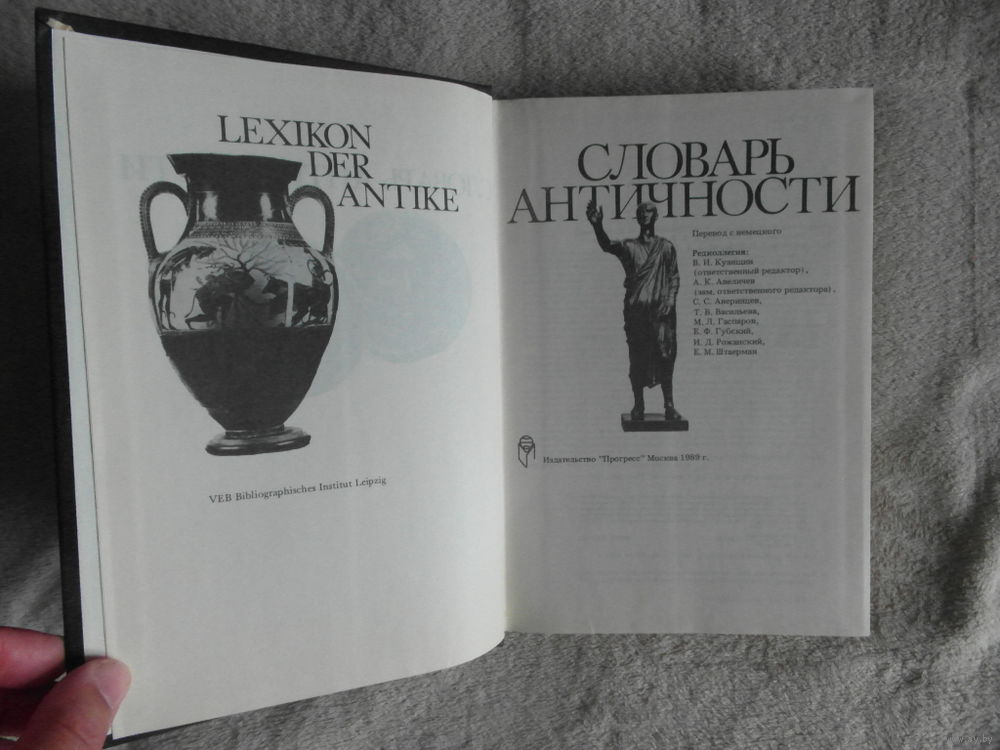 LEXIKON
DER
ANTIKE
VEB Bibliographisches Institut Leipzig
СЛОВАРЬ
АНТИЧНОСТИ
Перевод с немецкого
Редколлегия:
В. И. Кузищин
(ответственный редактор),
А. К. Авеличев
(зам. ответственного редактора),
С. С. Аверинцев,
Т. В. Васильева,
М. Л. Гаспаров,
Е. Ф. Губский,
И. Д. Рожанский,
Е. М. Штаерман
Издательство "Прогресс" Москва 1989 г.